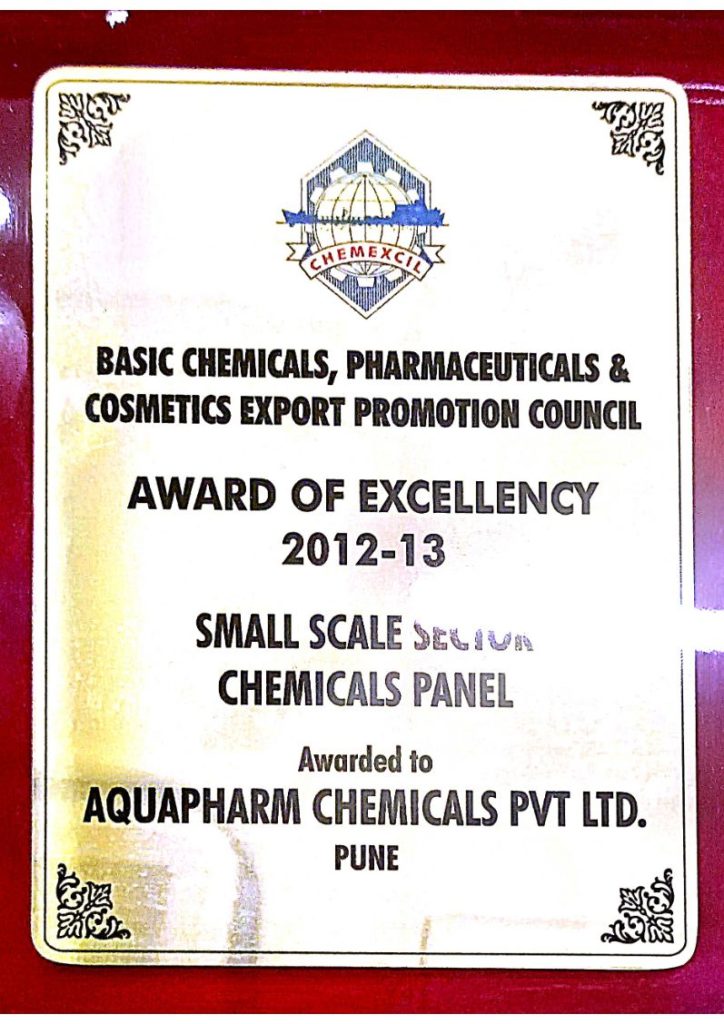 CHEMEXCIL
BASIC CHEMICALS, PHARMACEUTICALS &
COSMETICS EXPORT PROMOTION COUNCIL
AWARD OF EXCELLENCY
2012-13
SMALL SCALE SECTOR
CHEMICALS PANEL
Awarded to
AQUAPHARM CHEMICALS PVT LTD.
PUNE